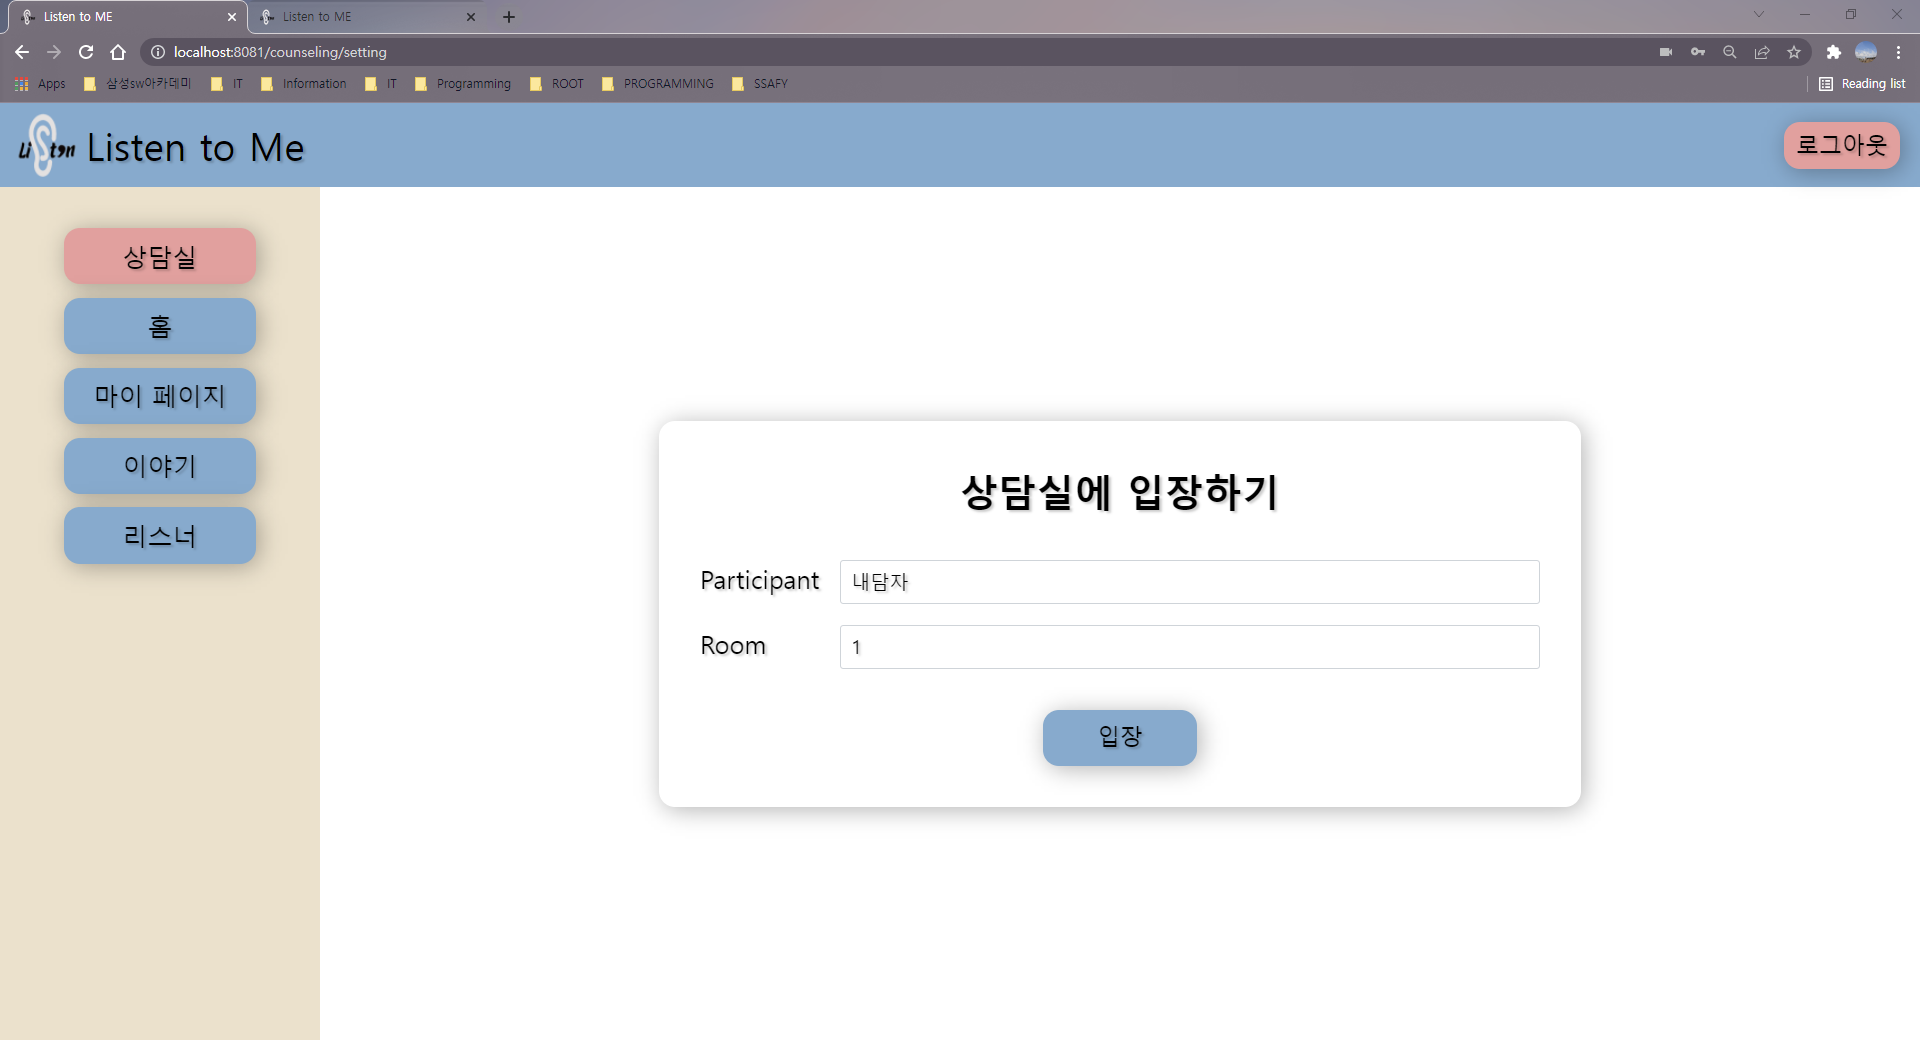 Listen to ME
Listen to ME
localhost:8081/counseling/setting
Apps 삼성sw아카데미 IT Information IT Programming ROOT PROGRAMMING SSAFY Reading list
Listen Listen to Me 로그아웃
상담실
홈
마이 페이지
이야기
리스너
상담실에 입장하기
Participant 내담자
Room 1
입장